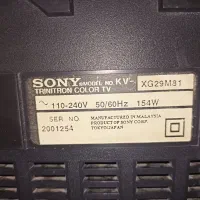 SONY MODEL NO. KV- XG29M81
TRINITRON COLOR TV
~ 110-240V 50/60Hz 154W
SER. NO.
2001254
MANUFACTURED IN MALAYSIA
PRODUCT OF SONY CORP.
TOKYO JAPAN